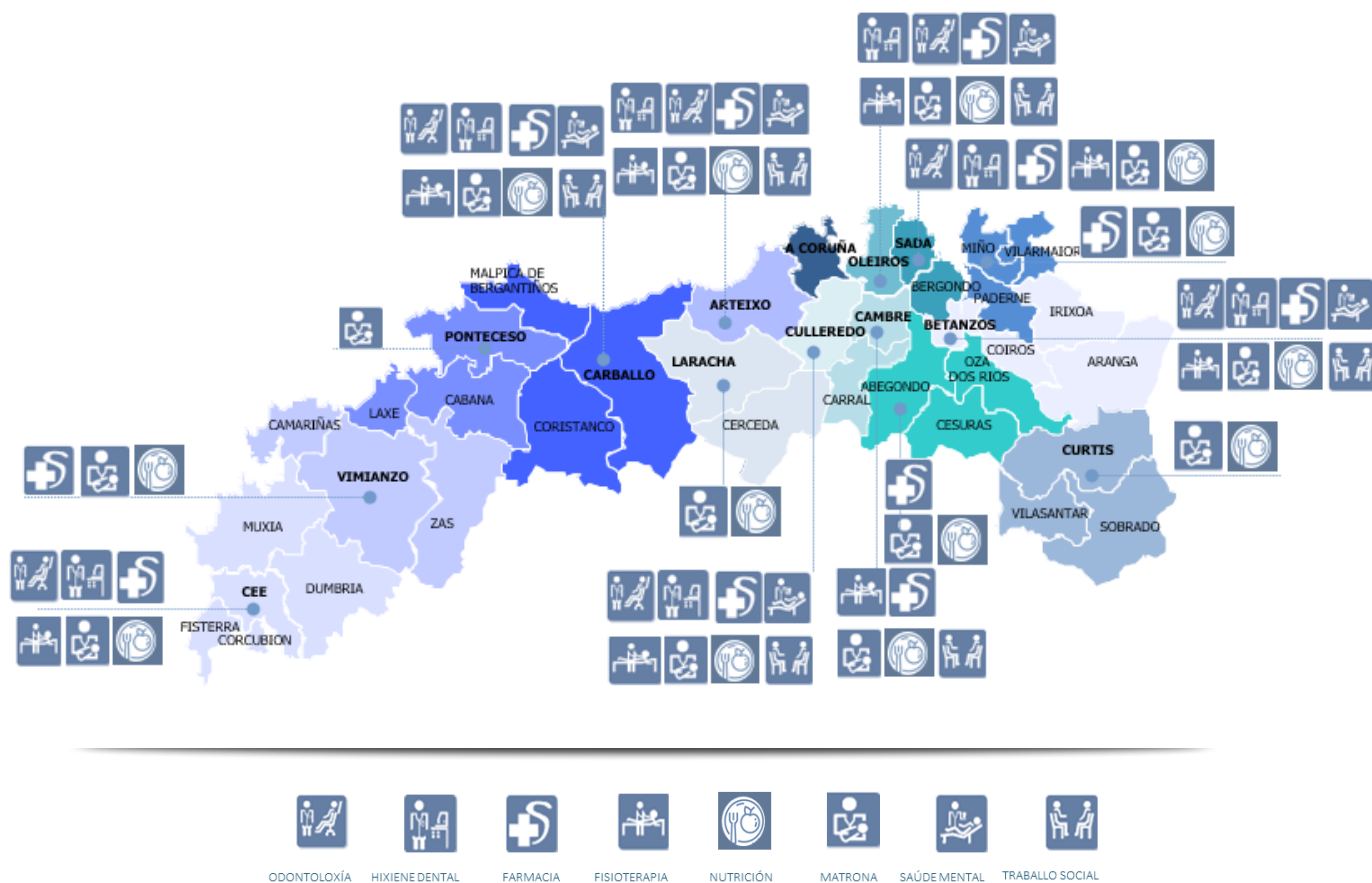 A CORUÑA
SADA
OLEIROS
MIÑO
VILARMAIOR
MALPICA DE
BERGANTIÑOS
BERGONDO
PADERNE
ARTEIXO
IRIXOA
CAMBRE
BETANZOS
CULLEREDO
PONTECESO
COIROS
LARACHA
OZA
DOS RIOS
ARANGA
CARBALLO
ABEGONDO
CABANA
CARRAL
LAXE
CAMARIÑAS
CORISTANCO
CERCEDA
CESURAS
CURTIS
VIMIANZO
VILASANTAR
MUXIA
ZAS
SOBRADO
DUMBRIA
CEE
FISTERRA
CORCUBION
ODONTOLOXÍA HIXIENE DENTAL FARMACIA FISIOTERAPIA NUTRICIÓN MATRONA SAÚDE MENTAL TRABALLO SOCIAL